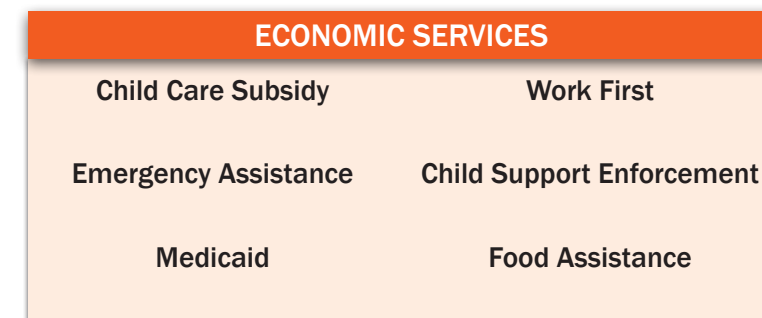 ECONOMIC SERVICES
Child Care Subsidy Work First
Emergency Assistance Child Support Enforcement
Medicaid Food Assistance